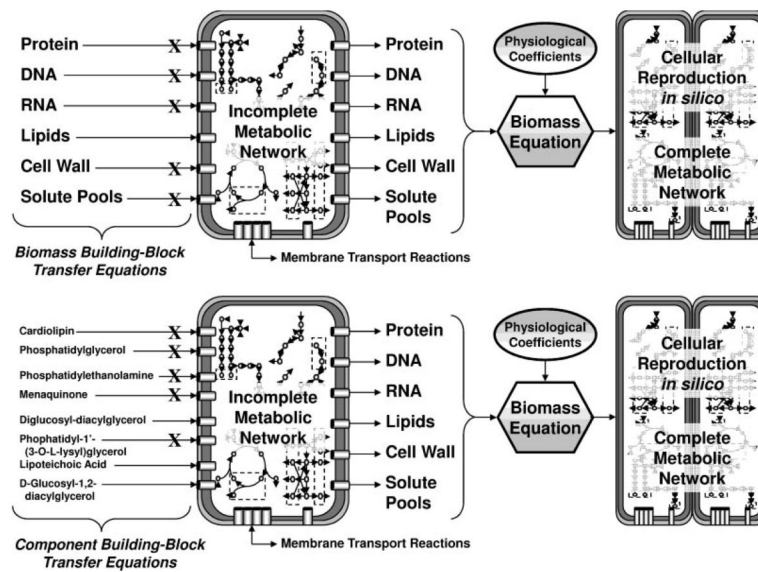 Protein X
DNA X
RNA X
Lipids
Cell Wall X
Solute Pools X
Biomass Building-Block
Transfer Equations
Incomplete
Metabolic
Network
Membrane Transport Reactions
Protein
DNA
RNA
Lipids
Cell Wall
Solute
Pools
Physiological
Coefficients
Biomass
Equation
Cellular
Reproduction
in silico
Complete
Metabolic
Network
Cardiolipin X
Phosphatidylglycerol X
Phosphatidylethanolamine X
Menaquinone X
Diglucosyl-diacylglycerol
Phophatidyl-1'- X
(3-O-L-lysyl)glycerol
Lipoteichoic Acid
D-Glucosyl-1,2-
diacylglycerol
Component Building-Block
Transfer Equations
Incomplete
Metabolic
Network
Membrane Transport Reactions
Protein
DNA
RNA
Lipids
Cell Wall
Solute
Pools
Physiological
Coefficients
Biomass
Equation
Cellular
Reproduction
in silico
Complete
Metabolic
Network